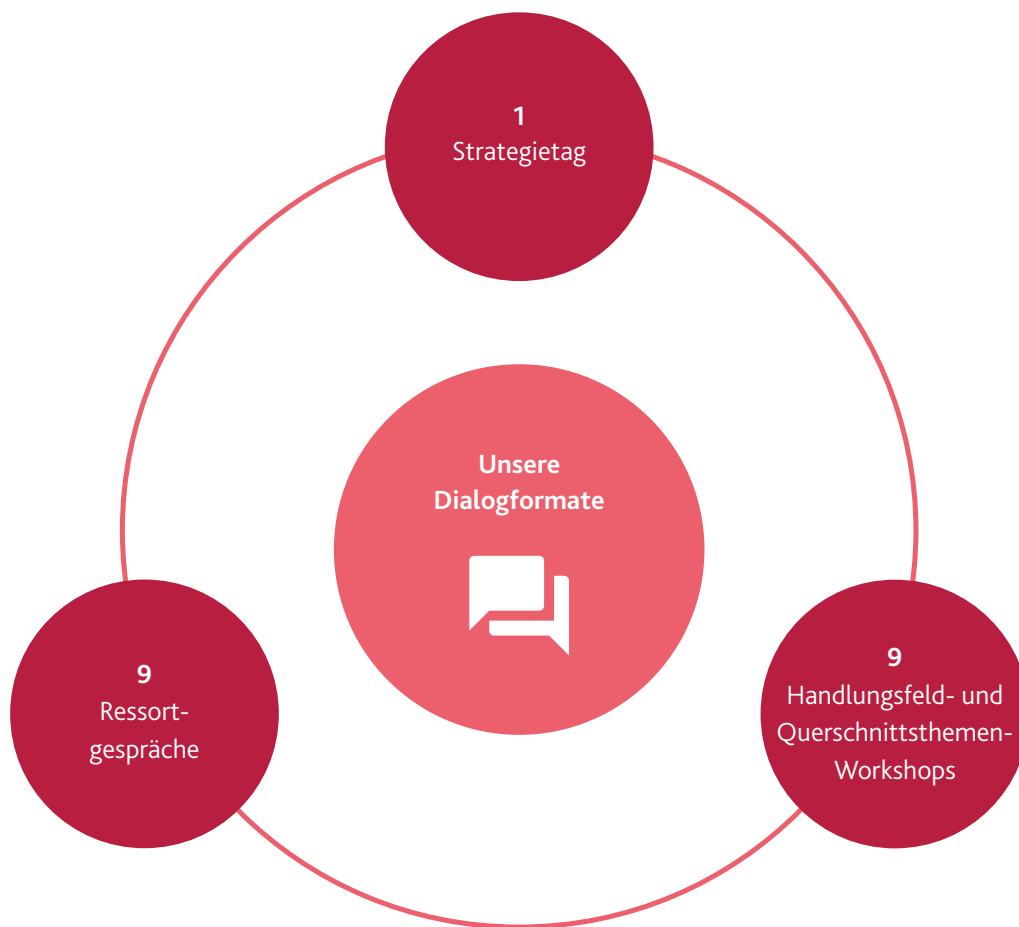 1
Strategietag
Unsere
Dialogformate
9
Ressort-
gespräche
9
Handlungsfeld- und
Querschnittsthemen-
Workshops